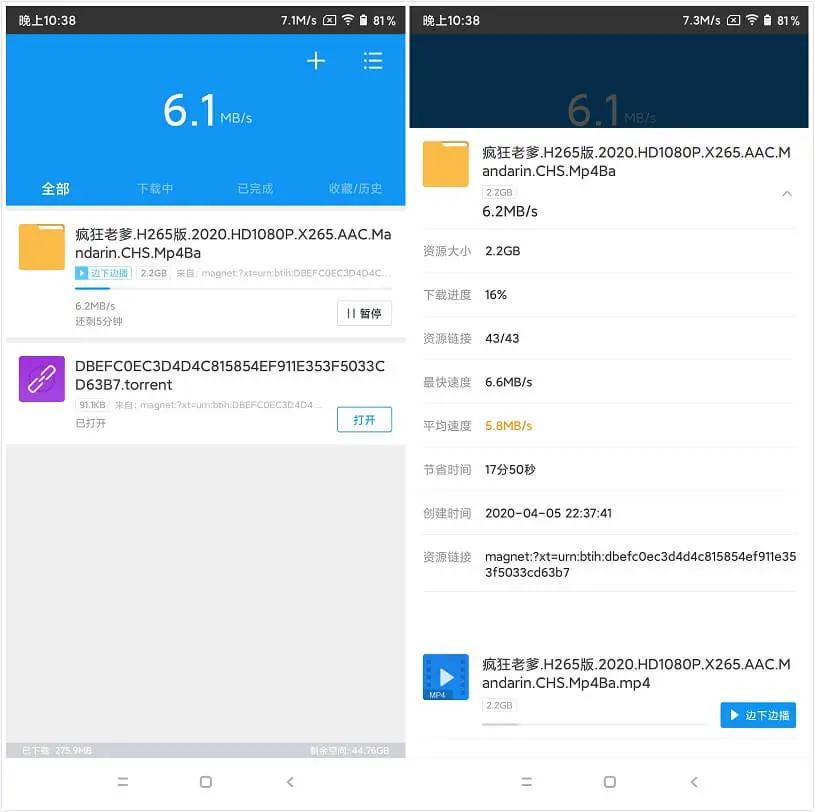 晚上10:38
7.1M/s
81%
6.1 MB/s
全部
下载中
已完成
收藏/历史
疯狂老爹.H265版.2020.HD1080P.X265.AAC.Ma
ndarin.CHS.Mp4Ba
边下边播
2.2GB
来自: magnet:?xt=urn:btih:DBEFC0EC3D4D4C...
6.2MB/s
还剩5分钟
暂停
DBEFC0EC3D4D4C815854EF911E353F5033C
D63B7.torrent
91.1KB
来自: magnet:?xt=urn:btih:DBEFC0EC3D4D4...
已打开
打开
已下载: 275.9MB
剩余空间: 44.76GB
晚上10:38
7.3M/s
81%
6.1 MB/s
疯狂老爹.H265版.2020.HD1080P.X265.AAC.M
andarin.CHS.Mp4Ba
2.2GB
6.2MB/s
资源大小 2.2GB
下载进度 16%
资源链接 43/43
最快速度 6.6MB/s
平均速度 5.8MB/s
节省时间 17分50秒
创建时间 2020-04-05 22:37:41
资源链接 magnet:?xt=urn:btih:dbefc0ec3d4d4c815854ef911e35
3f5033cd63b7
疯狂老爹.H265版.2020.HD1080P.X265.AAC.M
andarin.CHS.Mp4Ba.mp4
MP4
2.2GB
边下边播